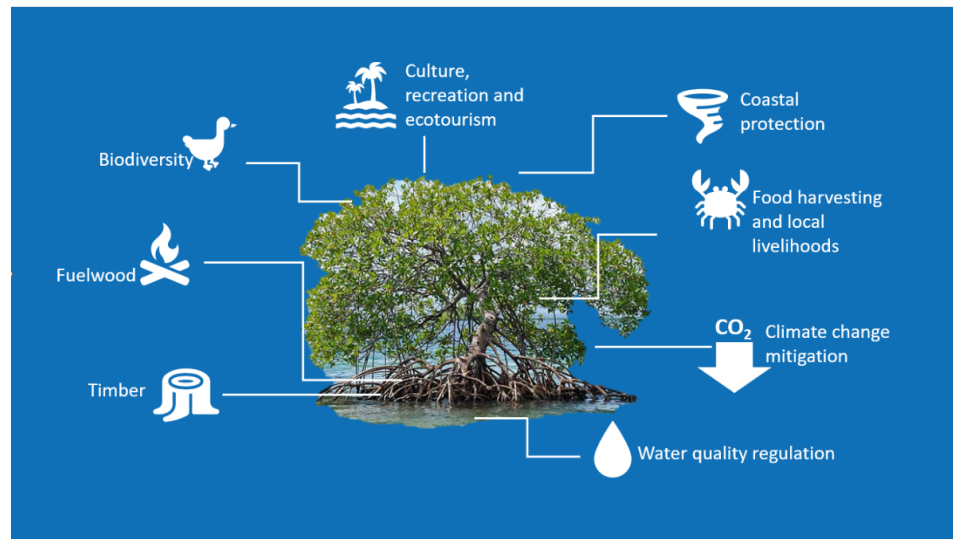 Culture,
recreation and
ecotourism
Coastal
protection
Biodiversity
Food harvesting
and local
livelihoods
Fuelwood
CO₂
Climate change
mitigation
Timber
Water quality regulation